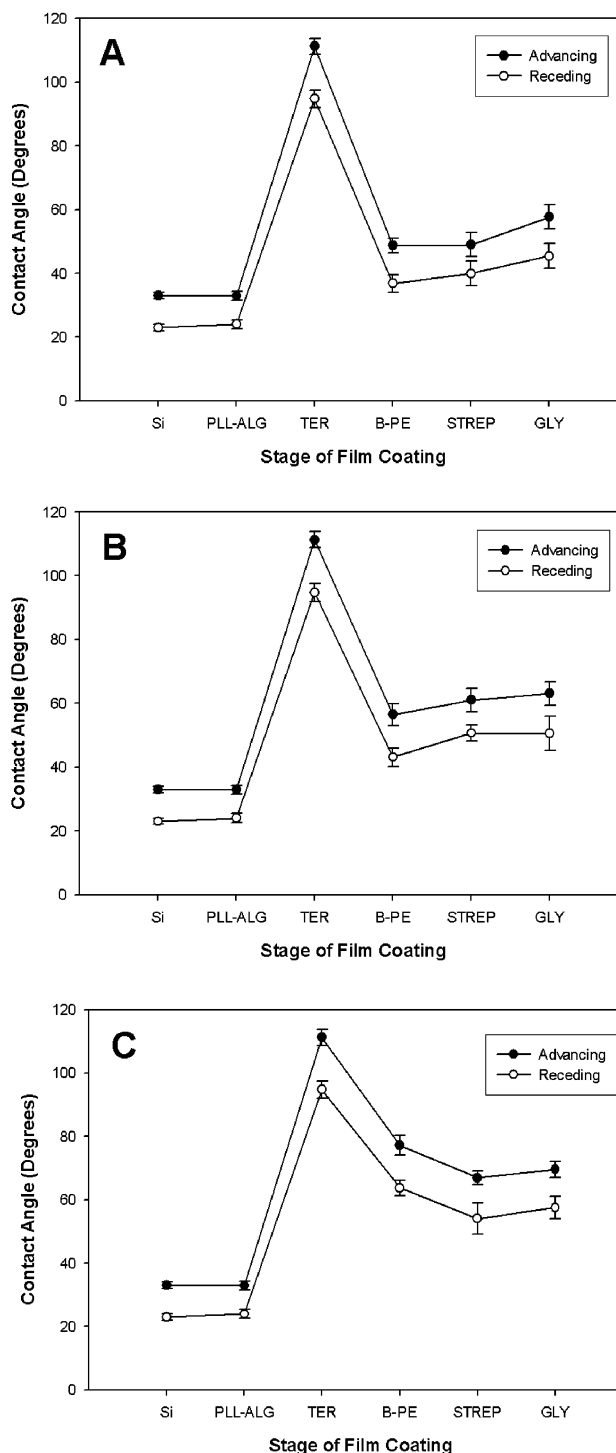 A
Advancing
Receding
Contact Angle (Degrees)
120
100
80
60
40
20
0
Si PLL-ALG TER B-PE STREP GLY
Stage of Film Coating
B
Advancing
Receding
Contact Angle (Degrees)
120
100
80
60
40
20
0
Si PLL-ALG TER B-PE STREP GLY
Stage of Film Coating
C
Advancing
Receding
Contact Angle (Degrees)
120
100
80
60
40
20
0
Si PLL-ALG TER B-PE STREP GLY
Stage of Film Coating